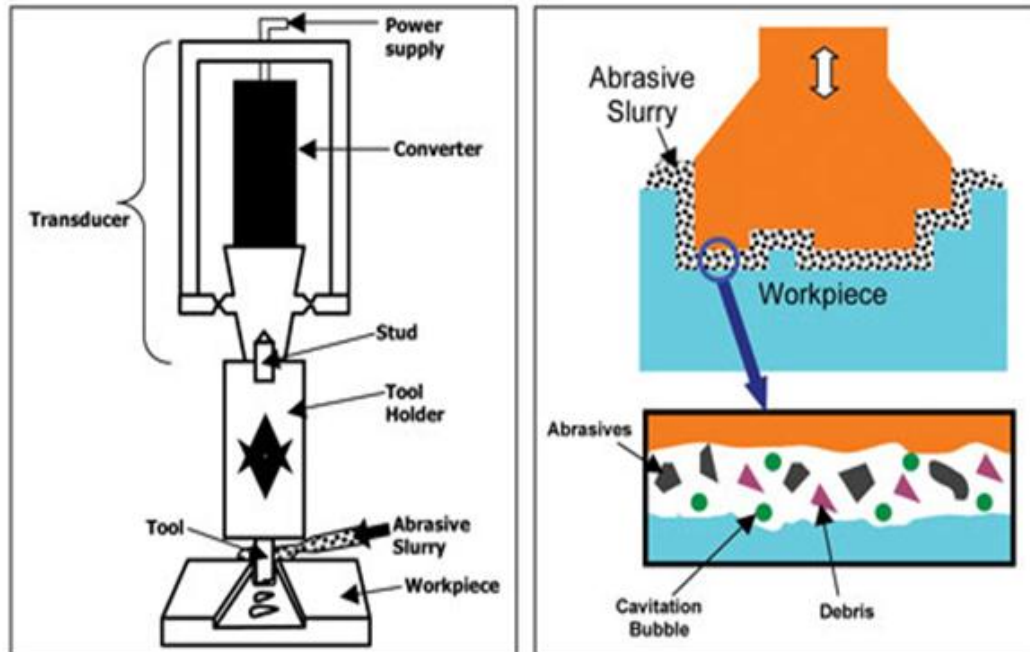 Power
supply
Converter
Transducer
Stud
Tool
Holder
Tool
Abrasive
Slurry
Workpiece
Abrasive
Slurry
Workpiece
Abrasives
Cavitation
Bubble
Debris